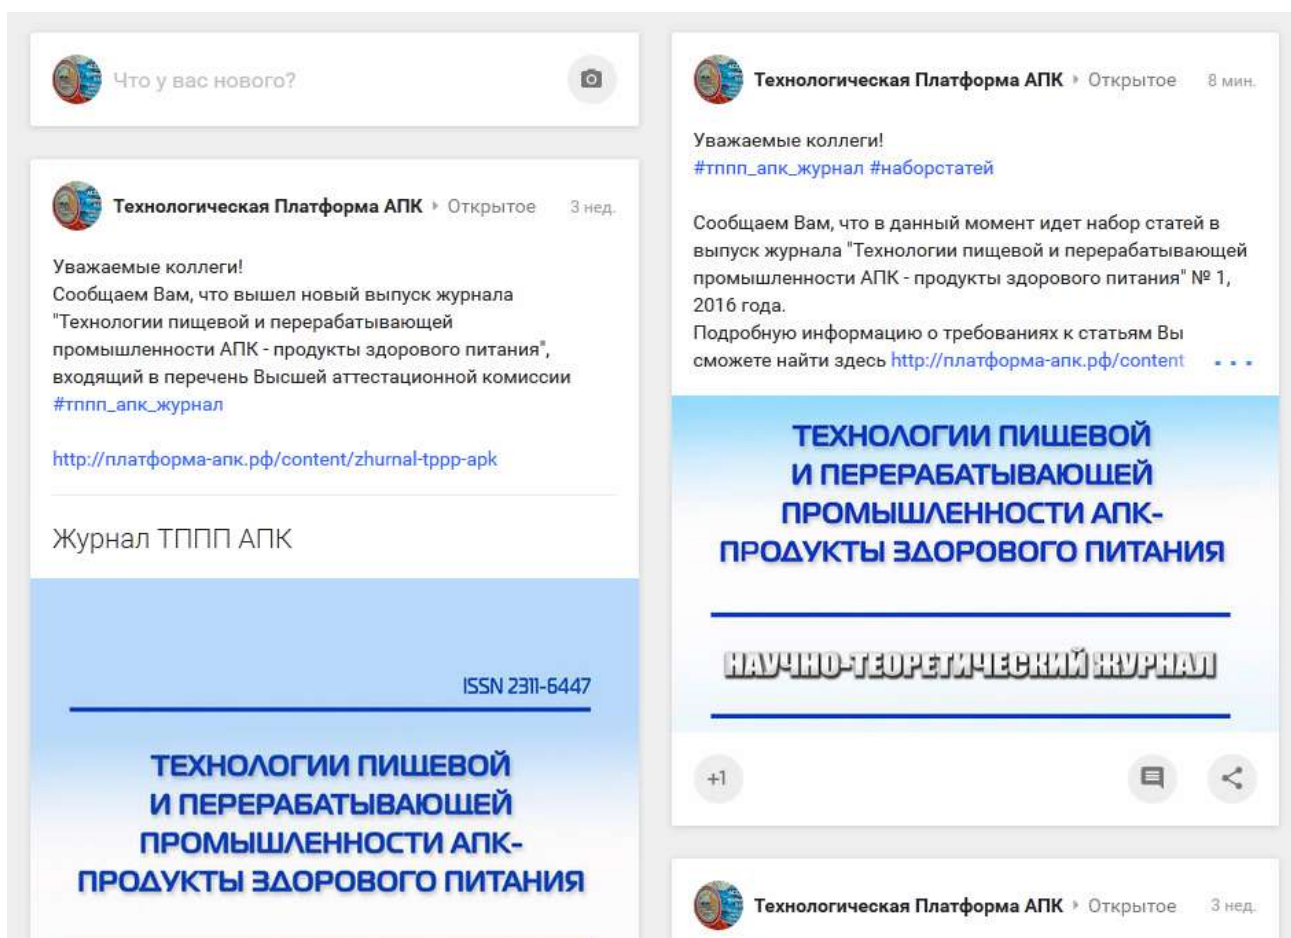 Что у вас нового?
Технологическая Платформа АПК Открытое 3 нед.
Уважаемые коллеги!
Сообщаем Вам, что вышел новый выпуск журнала
"Технологии пищевой и перерабатывающей
промышленности АПК - продукты здорового питания",
входящий в перечень Высшей аттестационной комиссии
#тппп_апк_журнал
http://платформа-апк.рф/content/zhurnal-tppp-apk
Журнал ТППП АПК
ISSN 2311-6447
ТЕХНОЛОГИИ ПИЩЕВОЙ
И ПЕРЕРАБАТЫВАЮЩЕЙ
ПРОМЫШЛЕННОСТИ АПК-
ПРОДУКТЫ ЗДОРОВОГО ПИТАНИЯ
Технологическая Платформа АПК Открытое 8 мин.
Уважаемые коллеги!
#тппп_апк_журнал #наборстатей
Сообщаем Вам, что в данный момент идет набор статей в
выпуск журнала "Технологии пищевой и перерабатывающей
промышленности АПК - продукты здорового питания" № 1,
2016 года.
Подробную информацию о требованиях к статьям Вы
сможете найти здесь http://платформа-апк.рф/content ...
ТЕХНОЛОГИИ ПИЩЕВОЙ
И ПЕРЕРАБАТЫВАЮЩЕЙ
ПРОМЫШЛЕННОСТИ АПК-
ПРОДУКТЫ ЗДОРОВОГО ПИТАНИЯ
НАУЧНО-ТЕОРЕТИЧЕСКИЙ ЖУРНАЛ
+1
Технологическая Платформа АПК Открытое 3 нед.